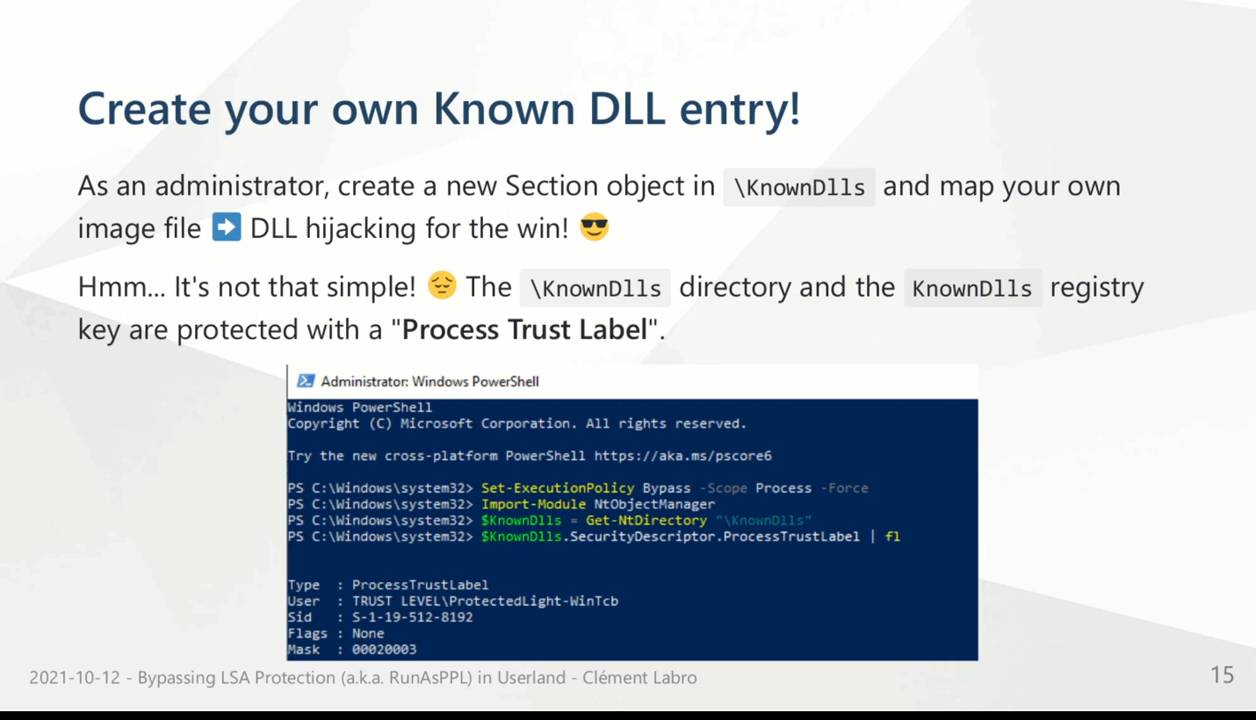 Create your own Known DLL entry!
As an administrator, create a new Section object in \KnownDlls and map your own
image file ➡️ DLL hijacking for the win! 😎
Hmm... It's not that simple! 😔 The \KnownDlls directory and the KnownDlls registry
key are protected with a "Process Trust Label".
Administrator: Windows PowerShell
Windows PowerShell
Copyright (C) Microsoft Corporation. All rights reserved.
Try the new cross-platform PowerShell https://aka.ms/pscore6
PS C:\Windows\system32> Set-ExecutionPolicy Bypass -Scope Process -Force
PS C:\Windows\system32> Import-Module NtObjectManager
PS C:\Windows\system32> $KnownDlls = Get-NtDirectory "\KnownDlls"
PS C:\Windows\system32> $KnownDlls.SecurityDescriptor.ProcessTrustLabel | fl
Type  : ProcessTrustLabel
User  : TRUST LEVEL\ProtectedLight-WinTcb
Sid   : S-1-19-512-8192
Flags : None
Mask  : 00020003
2021-10-12 - Bypassing LSA Protection (a.k.a. RunAsPPL) in Userland - Clément Labro
15